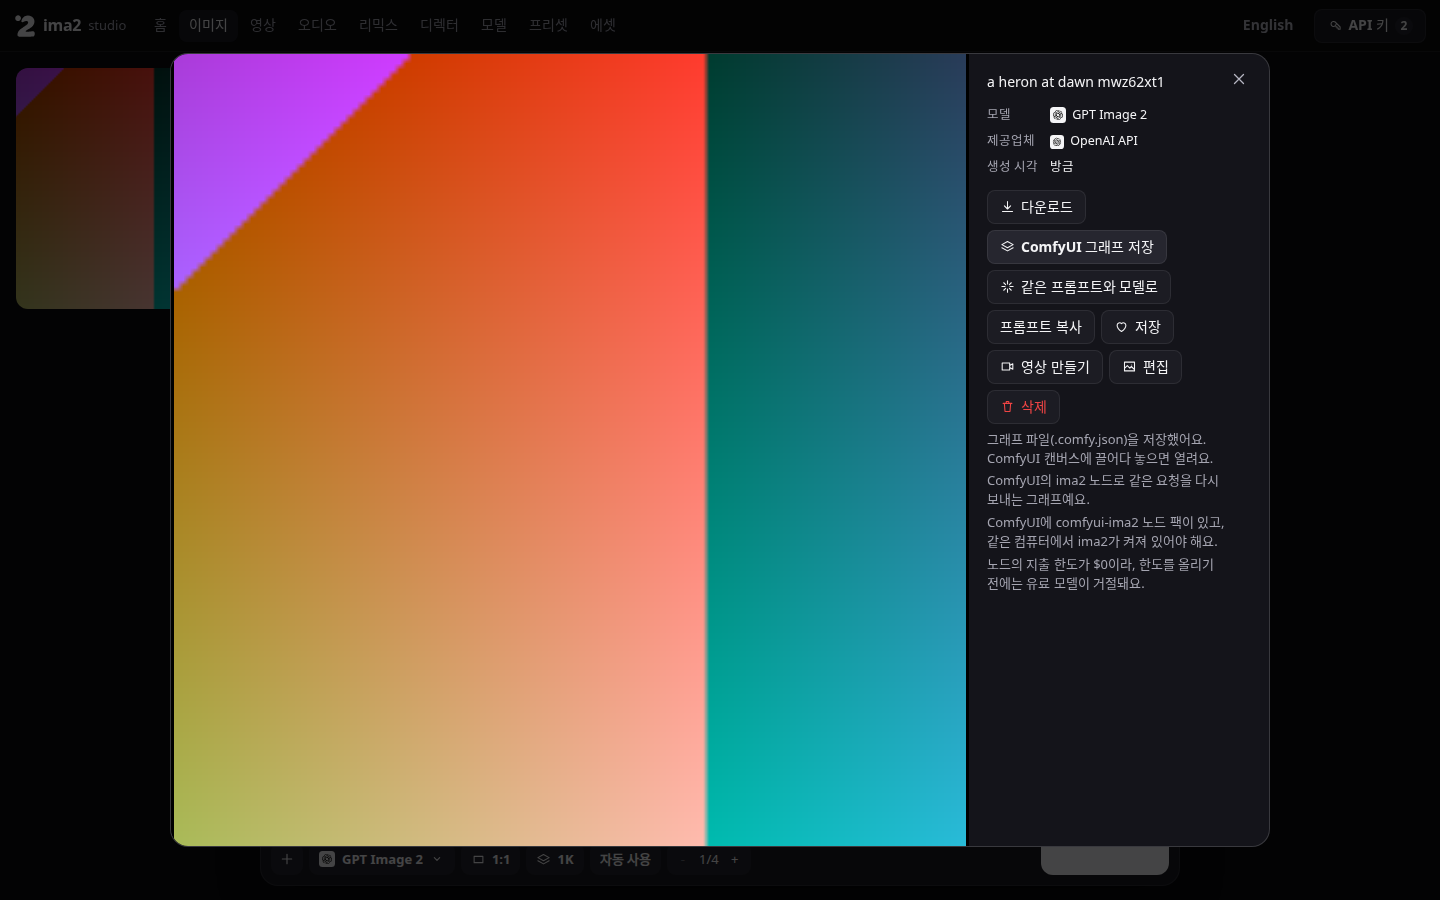 ima2 studio 홈 이미지 영상 오디오 리믹스 디렉터 모델 프리셋 에셋 English API 키 2
a heron at dawn mwz62xt1
모델 GPT Image 2
제공업체 OpenAI API
생성 시각 방금
다운로드
ComfyUI 그래프 저장
같은 프롬프트와 모델로
프롬프트 복사 저장
영상 만들기 편집
삭제
그래프 파일(.comfy.json)을 저장했어요.
ComfyUI 캔버스에 끌어다 놓으면 열려요.
ComfyUI의 ima2 노드로 같은 요청을 다시
보내는 그래프예요.
ComfyUI에 comfyui-ima2 노드 팩이 있고,
같은 컴퓨터에서 ima2가 켜져 있어야 해요.
노드의 지출 한도가 $0이라, 한도를 올리기
전에는 유료 모델이 거절돼요.
+ GPT Image 2 1:1 1K 자동 사용 - 1/4 +